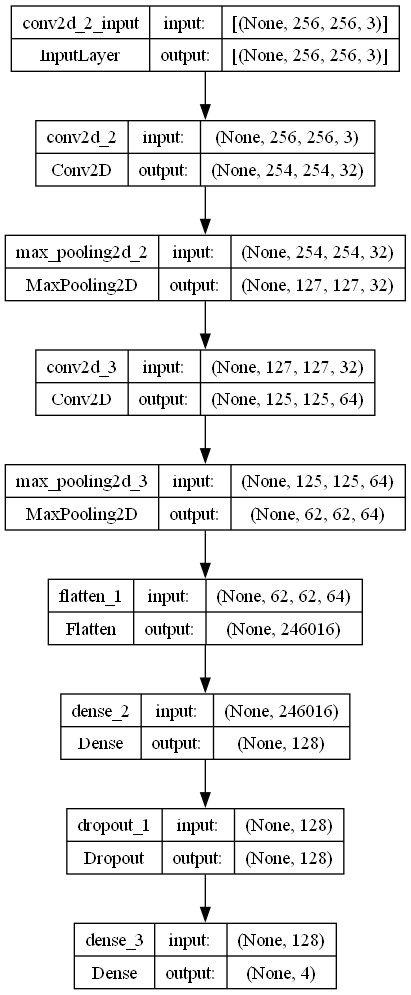 conv2d_2_input input: [(None, 256, 256, 3)]
InputLayer output: [(None, 256, 256, 3)]
conv2d_2 input: (None, 256, 256, 3)
Conv2D output: (None, 254, 254, 32)
max_pooling2d_2 input: (None, 254, 254, 32)
MaxPooling2D output: (None, 127, 127, 32)
conv2d_3 input: (None, 127, 127, 32)
Conv2D output: (None, 125, 125, 64)
max_pooling2d_3 input: (None, 125, 125, 64)
MaxPooling2D output: (None, 62, 62, 64)
flatten_1 input: (None, 62, 62, 64)
Flatten output: (None, 246016)
dense_2 input: (None, 246016)
Dense output: (None, 128)
dropout_1 input: (None, 128)
Dropout output: (None, 128)
dense_3 input: (None, 128)
Dense output: (None, 4)